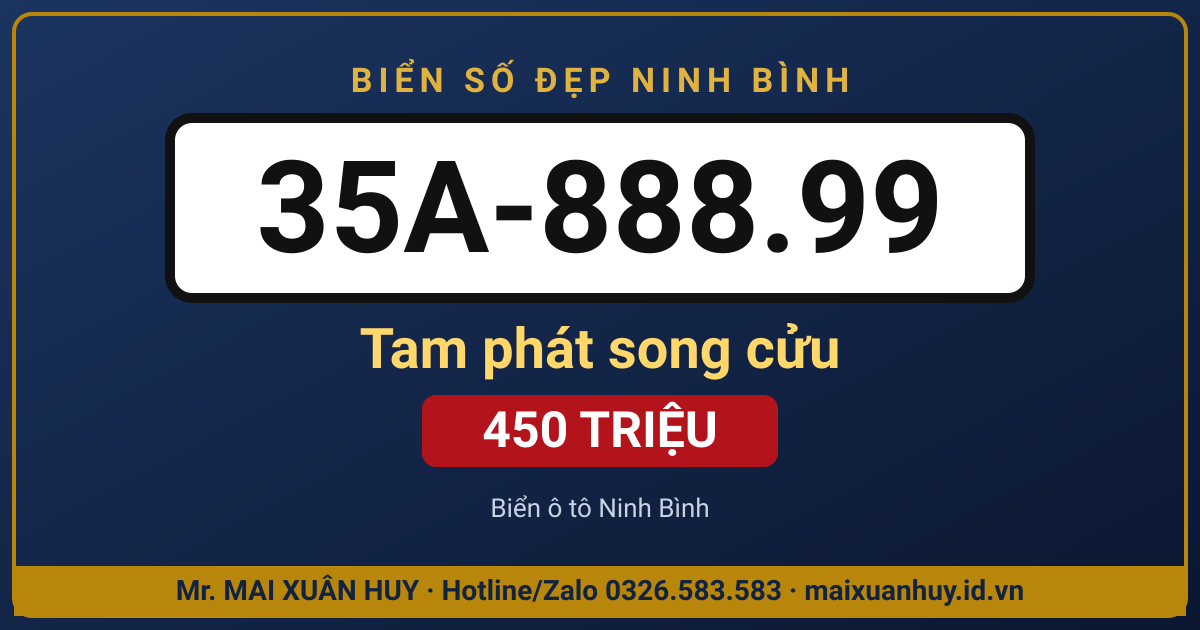 BIỂN SỐ ĐẸP NINH BÌNH
35A-888.99
Tam phát song cửu
450 TRIỆU
Biển ô tô Ninh Bình
Mr. MAI XUÂN HUY · Hotline/Zalo 0326.583.583 · maixuanhuy.id.vn